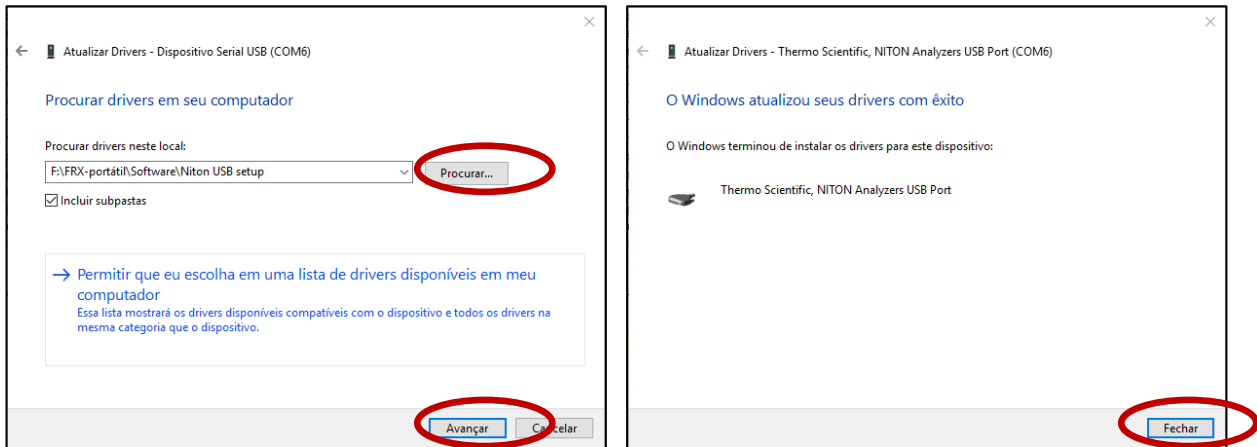 Atualizar Drivers - Dispositivo Serial USB (COM6)
Procurar drivers em seu computador
Procurar drivers neste local:
F:\FRX-portátil\Software\Niton USB setup
Procurar...
Incluir subpastas
Permitir que eu escolha em uma lista de drivers disponíveis em meu
computador
Essa lista mostrará os drivers disponíveis compatíveis com o dispositivo e todos os drivers na
mesma categoria que o dispositivo.
Avançar
Cancelar
Atualizar Drivers - Thermo Scientific, NITON Analyzers USB Port (COM6)
O Windows atualizou seus drivers com êxito
O Windows terminou de instalar os drivers para este dispositivo:
Thermo Scientific, NITON Analyzers USB Port
Fechar